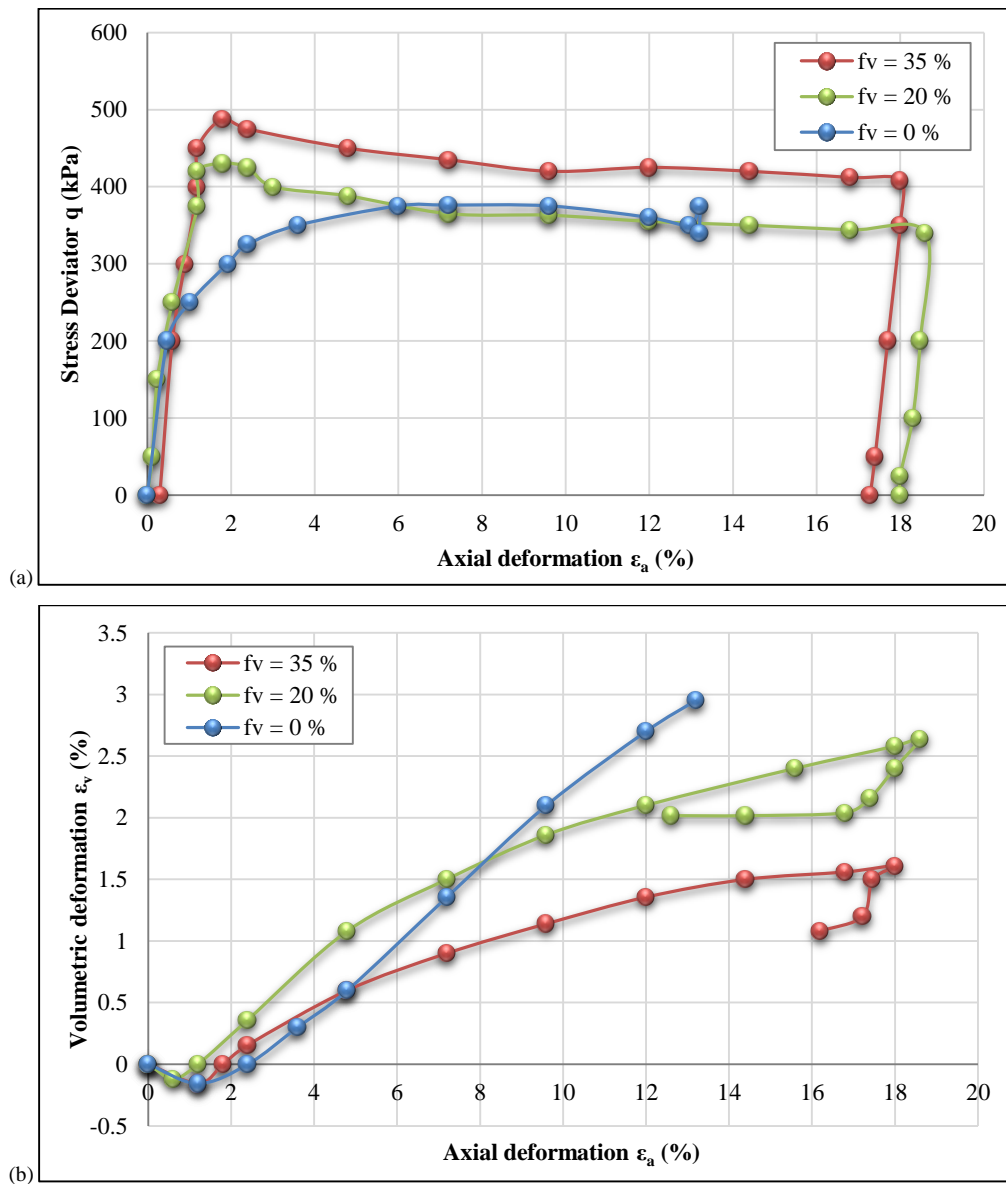 600
500
400
300
200
100
0
Stress Deviator q (kPa)
fv = 35 %
fv = 20 %
fv = 0 %
0 2 4 6 8 10 12 14 16 18 20
Axial deformation εa (%)
(a)
3.5
3
2.5
2
1.5
1
0.5
0
-0.5
Volumetric deformation εv (%)
fv = 35 %
fv = 20 %
fv = 0 %
0 2 4 6 8 10 12 14 16 18 20
Axial deformation εa (%)
(b)